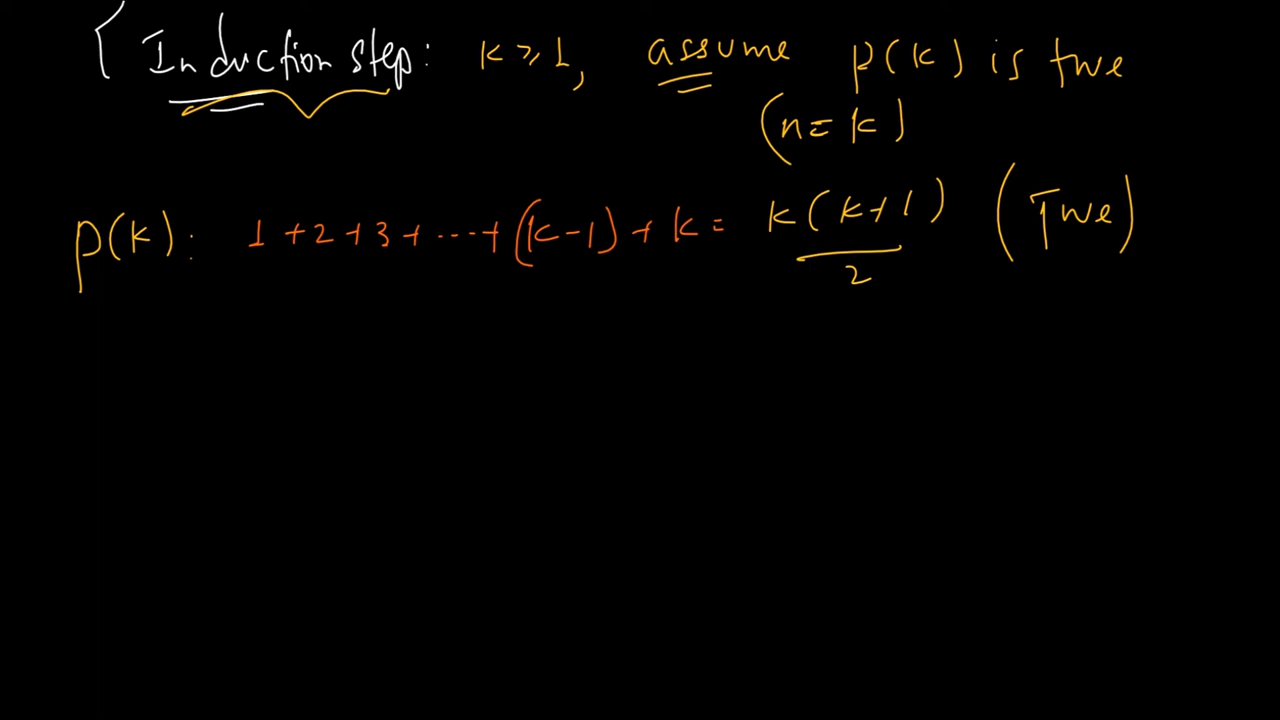 Induction step: k ≥ 1, assume p(k) is true
(n = k)
p(k): 1 + 2 + 3 + ... + (k-1) + k = k(k+1)/2 (True)